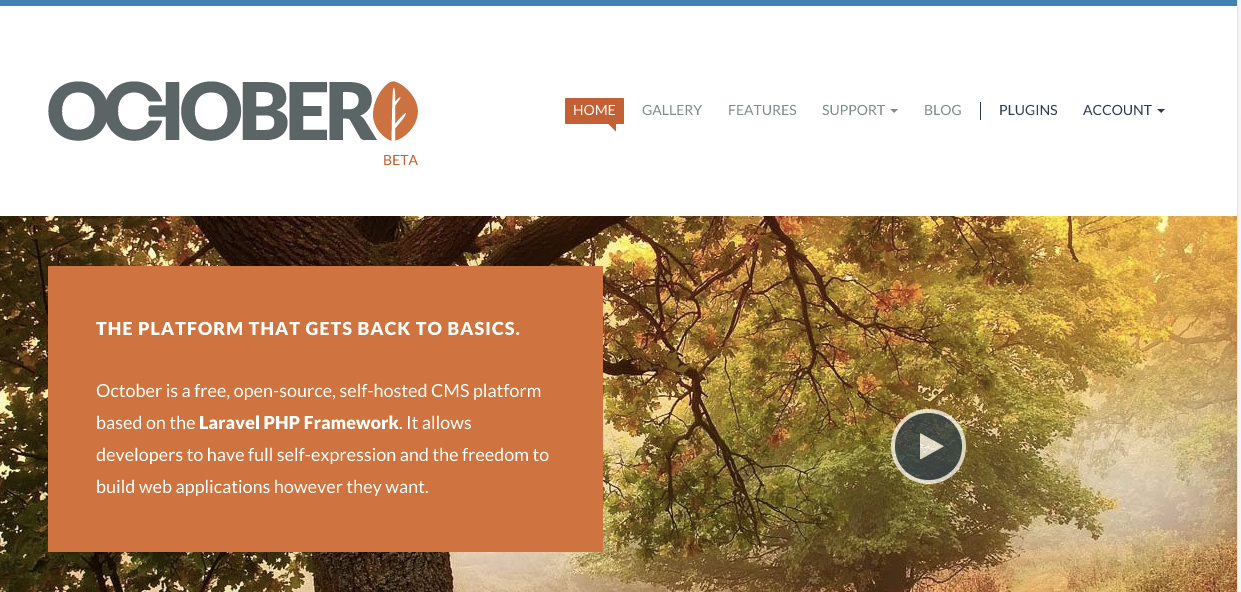 OCTOBER
BETA
HOME GALLERY FEATURES SUPPORT BLOG PLUGINS ACCOUNT
THE PLATFORM THAT GETS BACK TO BASICS.
October is a free, open-source, self-hosted CMS platform
based on the Laravel PHP Framework. It allows
developers to have full self-expression and the freedom to
build web applications however they want.